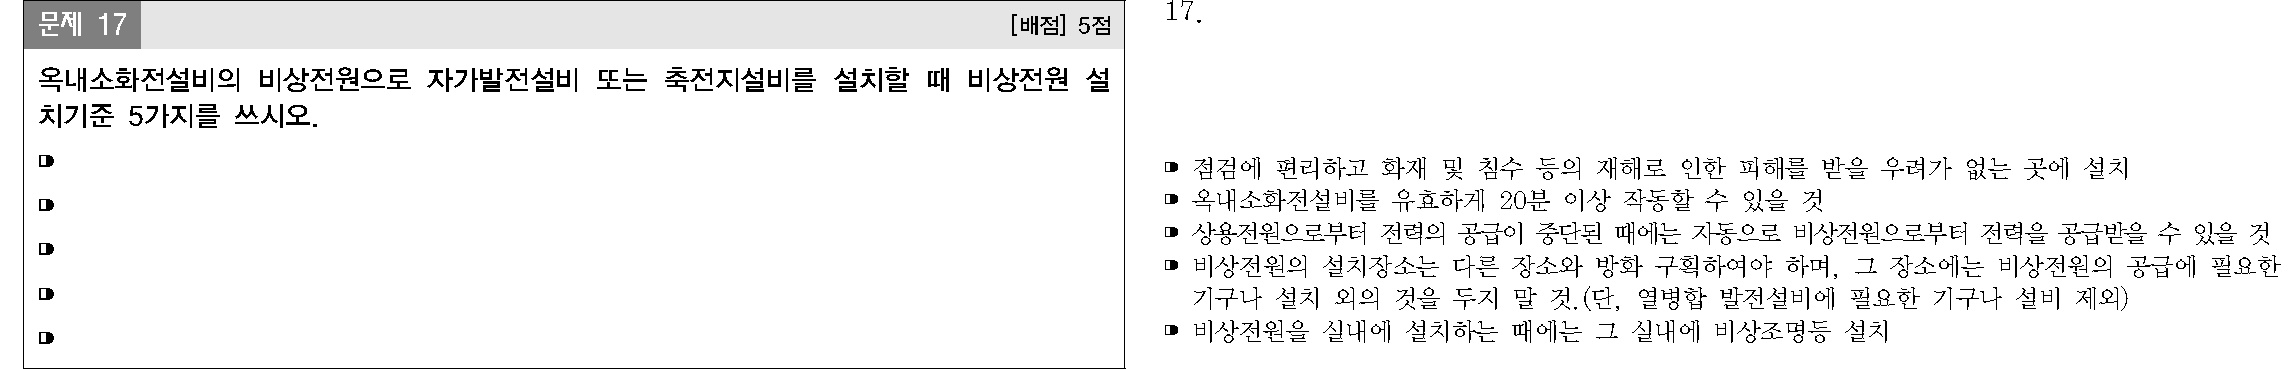 문제 17
[배점] 5점
옥내소화전설비의 비상전원으로 자가발전설비 또는 축전지설비를 설치할 때 비상전원 설
치기준 5가지를 쓰시오.
17.
점검에 편리하고 화재 및 침수 등의 재해로 인한 피해를 받을 우려가 없는 곳에 설치
옥내소화전설비를 유효하게 20분 이상 작동할 수 있을 것
상용전원으로부터 전력의 공급이 중단된 때에는 자동으로 비상전원으로부터 전력을 공급받을 수 있을 것
비상전원의 설치장소는 다른 장소와 방화 구획하여야 하며, 그 장소에는 비상전원의 공급에 필요한
기구나 설치 외의 것을 두지 말 것.(단, 열병합 발전설비에 필요한 기구나 설비 제외)
비상전원을 실내에 설치하는 때에는 그 실내에 비상조명등 설치